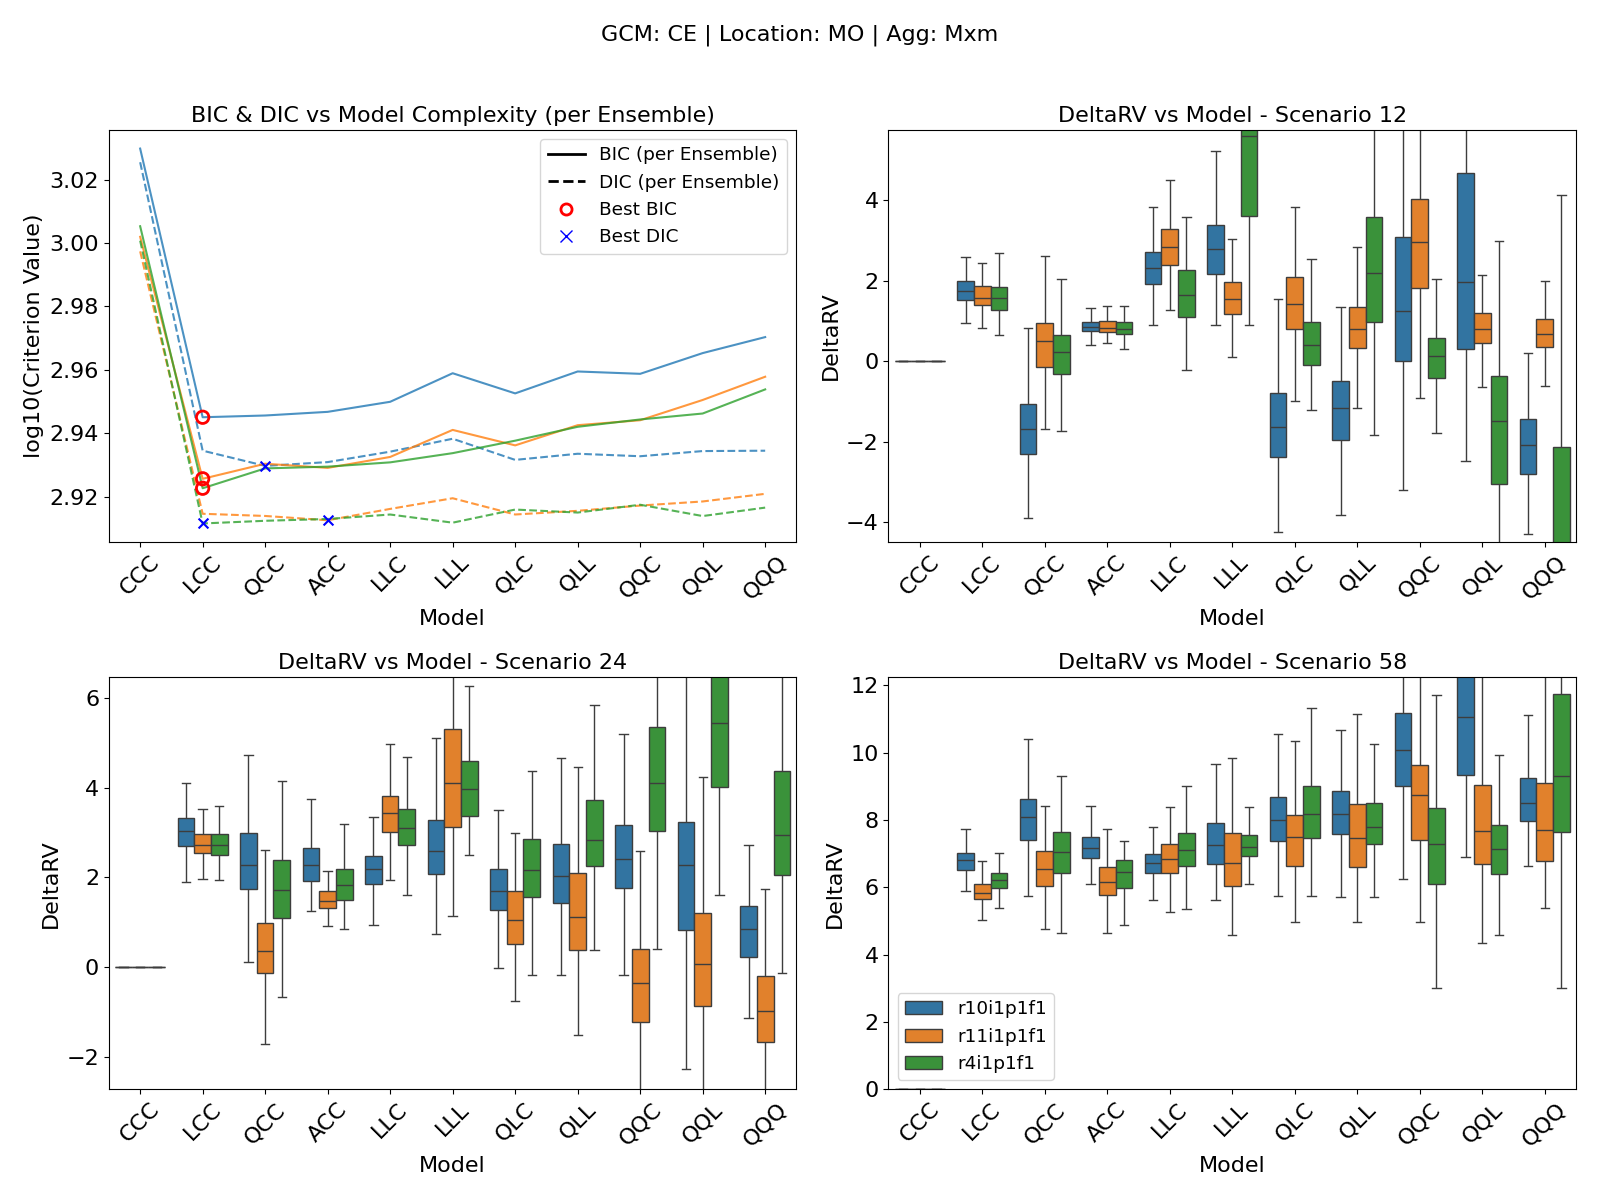 GCM: CE | Location: MO | Agg: Mxm
BIC & DIC vs Model Complexity (per Ensemble)
log10(Criterion Value)
3.02
3.00
2.98
2.96
2.94
2.92
BIC (per Ensemble)
DIC (per Ensemble)
Best BIC
Best DIC
CCC LCC QCC ACC LLC LLL QLC QLL QQC QQL QQQ
Model
DeltaRV vs Model - Scenario 12
DeltaRV
4
2
0
−2
−4
CCC LCC QCC ACC LLC LLL QLC QLL QQC QQL QQQ
Model
DeltaRV vs Model - Scenario 24
DeltaRV
6
4
2
0
−2
CCC LCC QCC ACC LLC LLL QLC QLL QQC QQL QQQ
Model
DeltaRV vs Model - Scenario 58
DeltaRV
12
10
8
6
4
2
0
r10i1p1f1
r11i1p1f1
r4i1p1f1
CCC LCC QCC ACC LLC LLL QLC QLL QQC QQL QQQ
Model